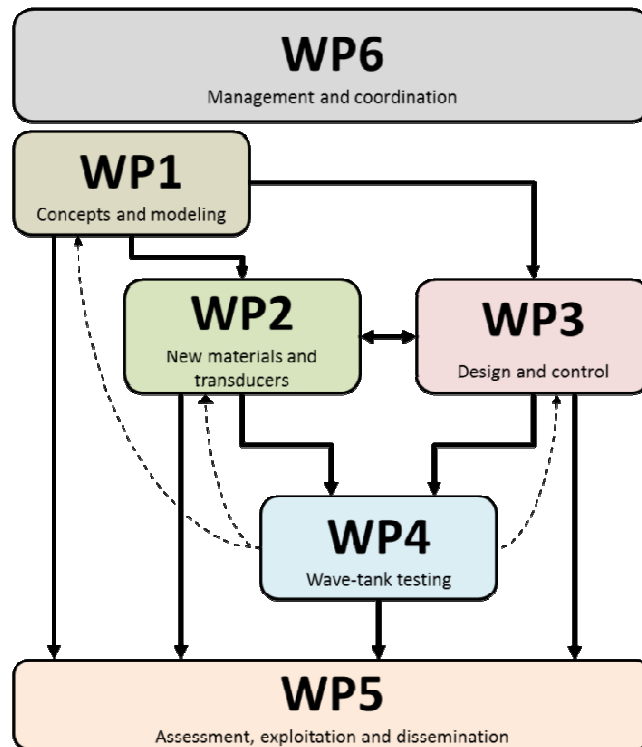 WP6
Management and coordination
WP1
Concepts and modeling
WP2
New materials and
transducers
WP3
Design and control
WP4
Wave-tank testing
WP5
Assessment, exploitation and dissemination